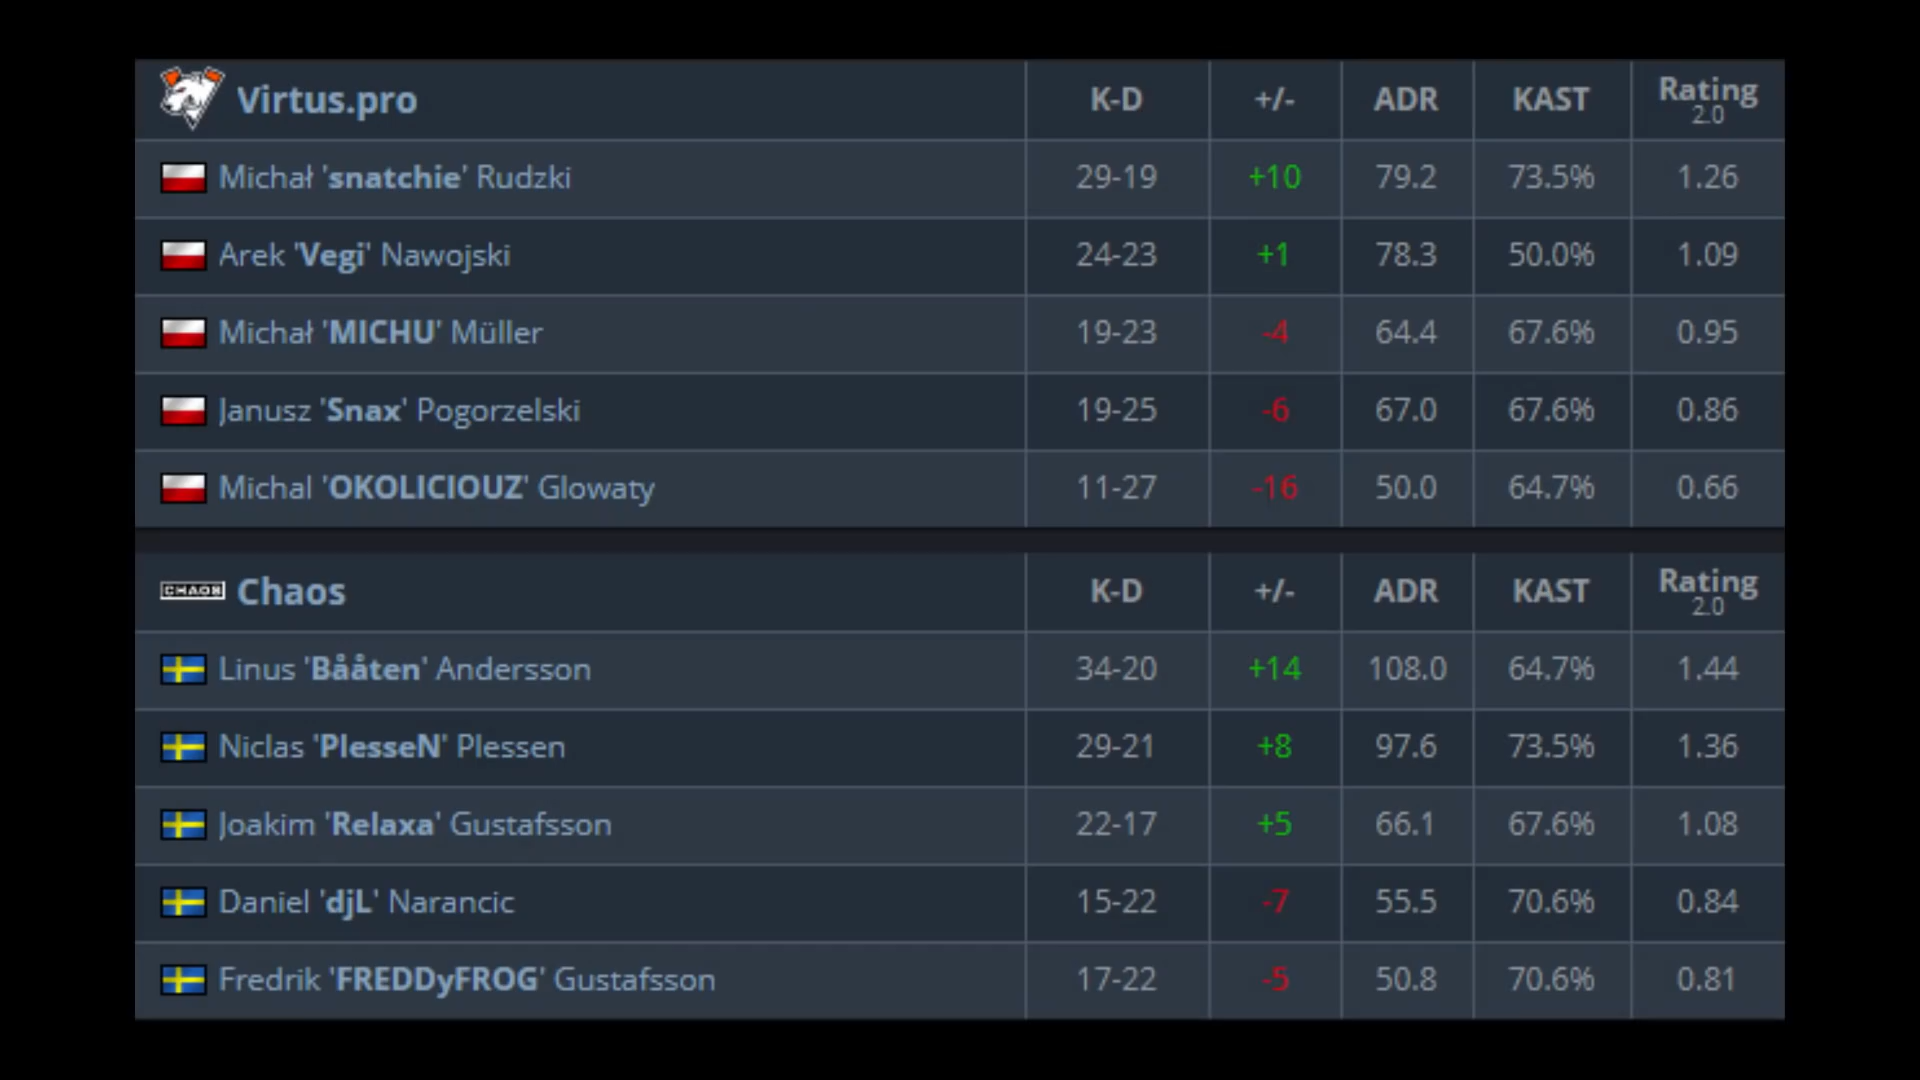 Virtus.pro K-D +/- ADR KAST Rating 2.0
Michał 'snatchie' Rudzki 29-19 +10 79.2 73.5% 1.26
Arek 'Vegi' Nawojski 24-23 +1 78.3 50.0% 1.09
Michał 'MICHU' Müller 19-23 -4 64.4 67.6% 0.95
Janusz 'Snax' Pogorzelski 19-25 -6 67.0 67.6% 0.86
Michal 'OKOLICIOUZ' Glowaty 11-27 -16 50.0 64.7% 0.66
CHAOS Chaos K-D +/- ADR KAST Rating 2.0
Linus 'Bååten' Andersson 34-20 +14 108.0 64.7% 1.44
Niclas 'PlesseN' Plessen 29-21 +8 97.6 73.5% 1.36
Joakim 'Relaxa' Gustafsson 22-17 +5 66.1 67.6% 1.08
Daniel 'djL' Narancic 15-22 -7 55.5 70.6% 0.84
Fredrik 'FREDDyFROG' Gustafsson 17-22 -5 50.8 70.6% 0.81